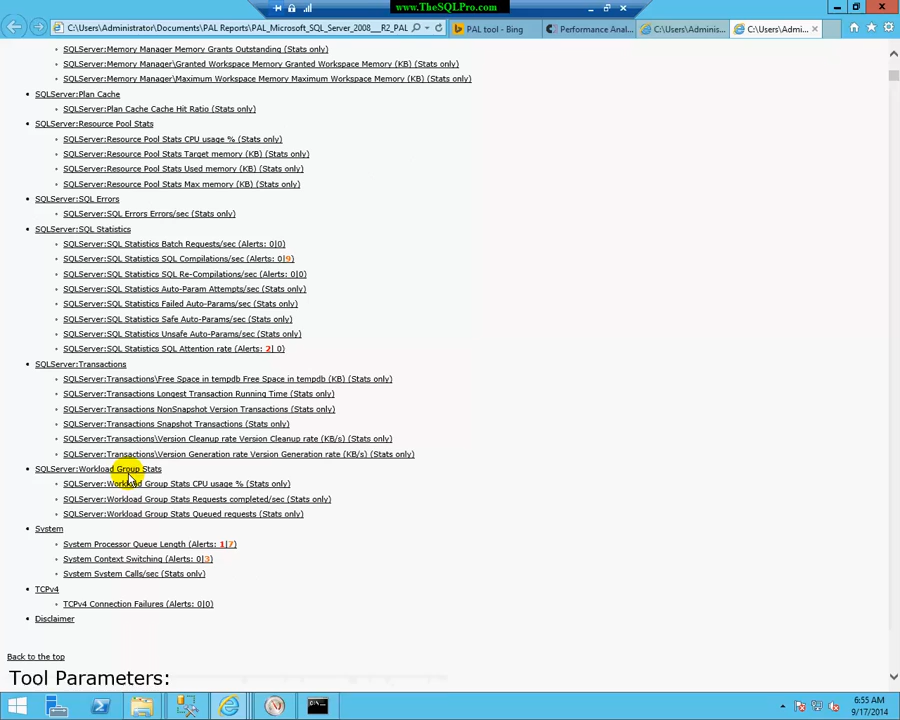 www.TheSQLPro.com
C:\Users\Administrator\Documents\PAL Reports\PAL_Microsoft_SQL_Server_2008__R2_PAL
PAL tool - Bing
Performance Anal...
C:\Users\Adminis...
C:\Users\Admi...
SQLServer:Memory Manager Memory Grants Outstanding (Stats only)
SQLServer:Memory Manager\Granted Workspace Memory Granted Workspace Memory (KB) (Stats only)
SQLServer:Memory Manager\Maximum Workspace Memory Maximum Workspace Memory (KB) (Stats only)
SQLServer:Plan Cache
SQLServer:Plan Cache Cache Hit Ratio (Stats only)
SQLServer:Resource Pool Stats
SQLServer:Resource Pool Stats CPU usage % (Stats only)
SQLServer:Resource Pool Stats Target memory (KB) (Stats only)
SQLServer:Resource Pool Stats Used memory (KB) (Stats only)
SQLServer:Resource Pool Stats Max memory (KB) (Stats only)
SQLServer:SQL Errors
SQLServer:SQL Errors Errors/sec (Stats only)
SQLServer:SQL Statistics
SQLServer:SQL Statistics Batch Requests/sec (Alerts: 0|0)
SQLServer:SQL Statistics SQL Compilations/sec (Alerts: 0|9)
SQLServer:SQL Statistics SQL Re-Compilations/sec (Alerts: 0|0)
SQLServer:SQL Statistics Auto-Param Attempts/sec (Stats only)
SQLServer:SQL Statistics Failed Auto-Params/sec (Stats only)
SQLServer:SQL Statistics Safe Auto-Params/sec (Stats only)
SQLServer:SQL Statistics Unsafe Auto-Params/sec (Stats only)
SQLServer:SQL Statistics SQL Attention rate (Alerts: 2| 0)
SQLServer:Transactions
SQLServer:Transactions\Free Space in tempdb Free Space in tempdb (KB) (Stats only)
SQLServer:Transactions Longest Transaction Running Time (Stats only)
SQLServer:Transactions NonSnapshot Version Transactions (Stats only)
SQLServer:Transactions Snapshot Transactions (Stats only)
SQLServer:Transactions\Version Cleanup rate Version Cleanup rate (KB/s) (Stats only)
SQLServer:Transactions\Version Generation rate Version Generation rate (KB/s) (Stats only)
SQLServer:Workload Group Stats
SQLServer:Workload Group Stats CPU usage % (Stats only)
SQLServer:Workload Group Stats Requests completed/sec (Stats only)
SQLServer:Workload Group Stats Queued requests (Stats only)
System
System Processor Queue Length (Alerts: 1|7)
System Context Switching (Alerts: 0|3)
System System Calls/sec (Stats only)
TCPv4
TCPv4 Connection Failures (Alerts: 0|0)
Disclaimer
Back to the top
Tool Parameters:
6:55 AM
9/17/2014